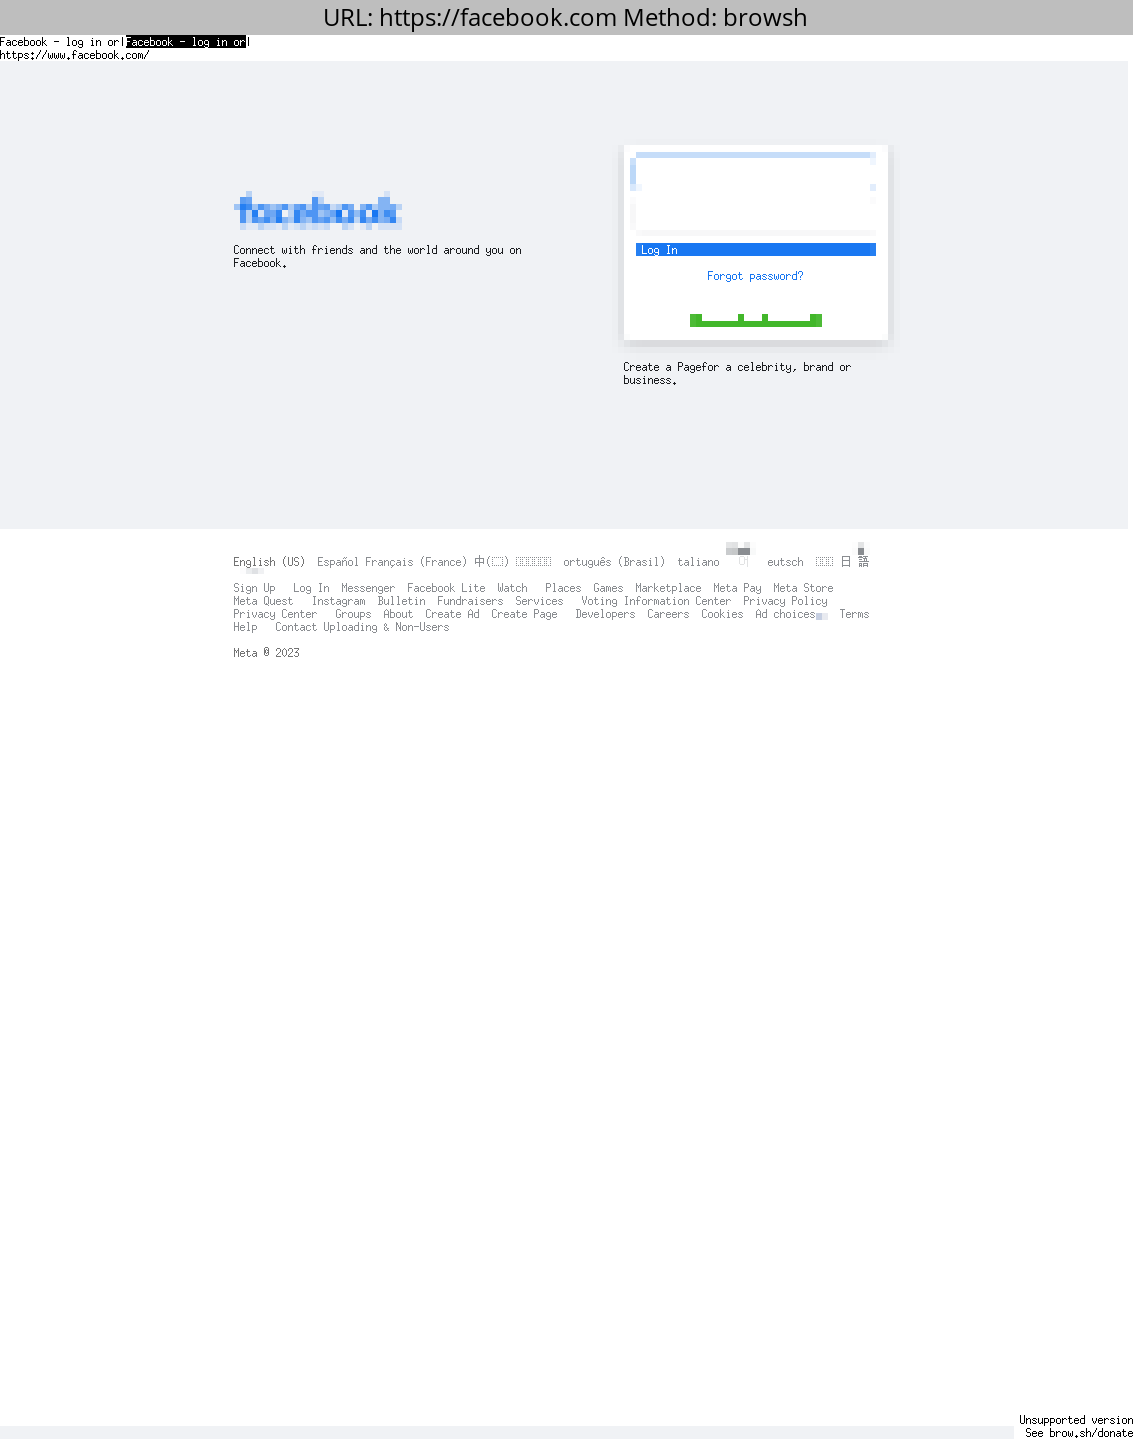 URL: https://facebook.com Method: browsh
Facebook - log in or|Facebook - log in or|
https://www.facebook.com/
facebook
Connect with friends and the world around you on
Facebook.
Log In
Forgot password?
Create a Pagefor a celebrity, brand or
business.
English (US) Español Français (France) 中( ) ortuguês (Brasil) taliano eutsch 日 語
Sign Up Log In Messenger Facebook Lite Watch Places Games Marketplace Meta Pay Meta Store
Meta Quest Instagram Bulletin Fundraisers Services Voting Information Center Privacy Policy
Privacy Center Groups About Create Ad Create Page Developers Careers Cookies Ad choices Terms
Help Contact Uploading & Non-Users
Meta © 2023
Unsupported version
See brow.sh/donate